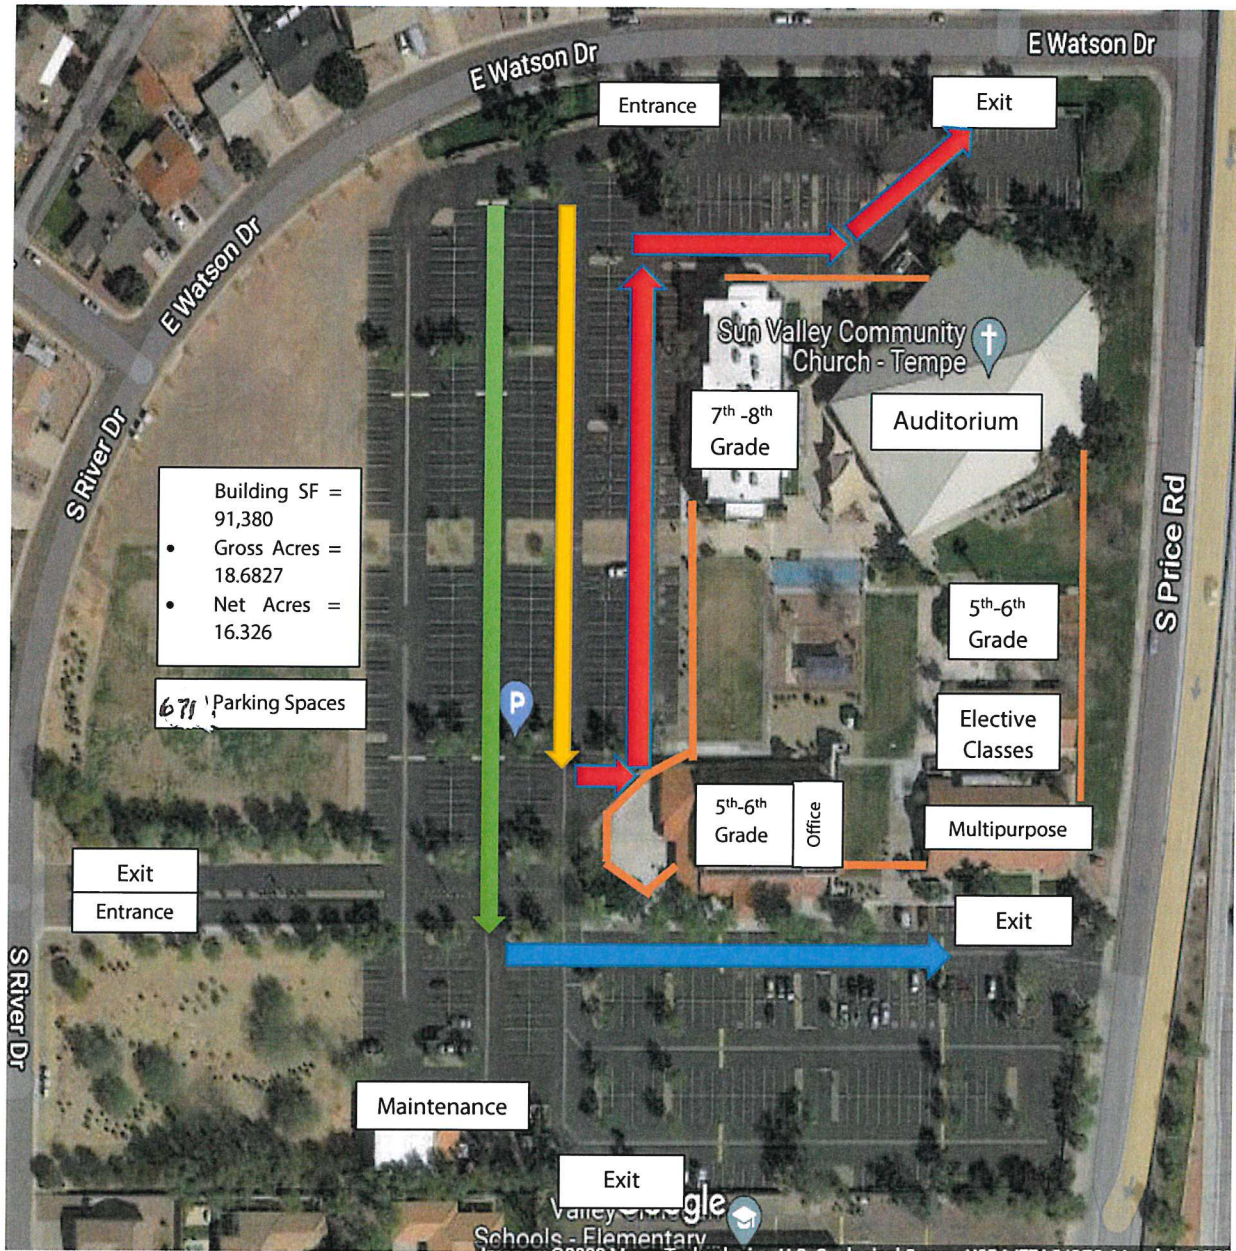 E Watson Dr
E Watson Dr
Entrance
Exit
E Watson Dr
Sun Valley Community
Church - Tempe
7th -8th
Grade
Auditorium
S River Dr
Building SF =
91,380
• Gross Acres =
18.6827
• Net Acres =
16.326
S Price Rd
5th-6th
Grade
671 Parking Spaces
P
Elective
Classes
5th-6th
Grade
Office
Multipurpose
Exit
Entrance
Exit
S River Dr
Maintenance
Exit
Valley
Schools - Elementary